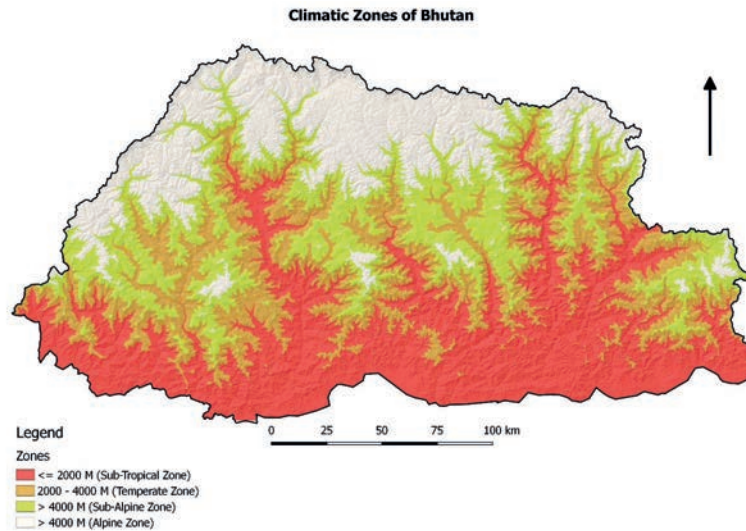 Climatic Zones of Bhutan
Legend
0 25 50 75 100 km
Zones
<= 2000 M (Sub-Tropical Zone)
2000 - 4000 M (Temperate Zone)
> 4000 M (Sub-Alpine Zone)
> 4000 M (Alpine Zone)